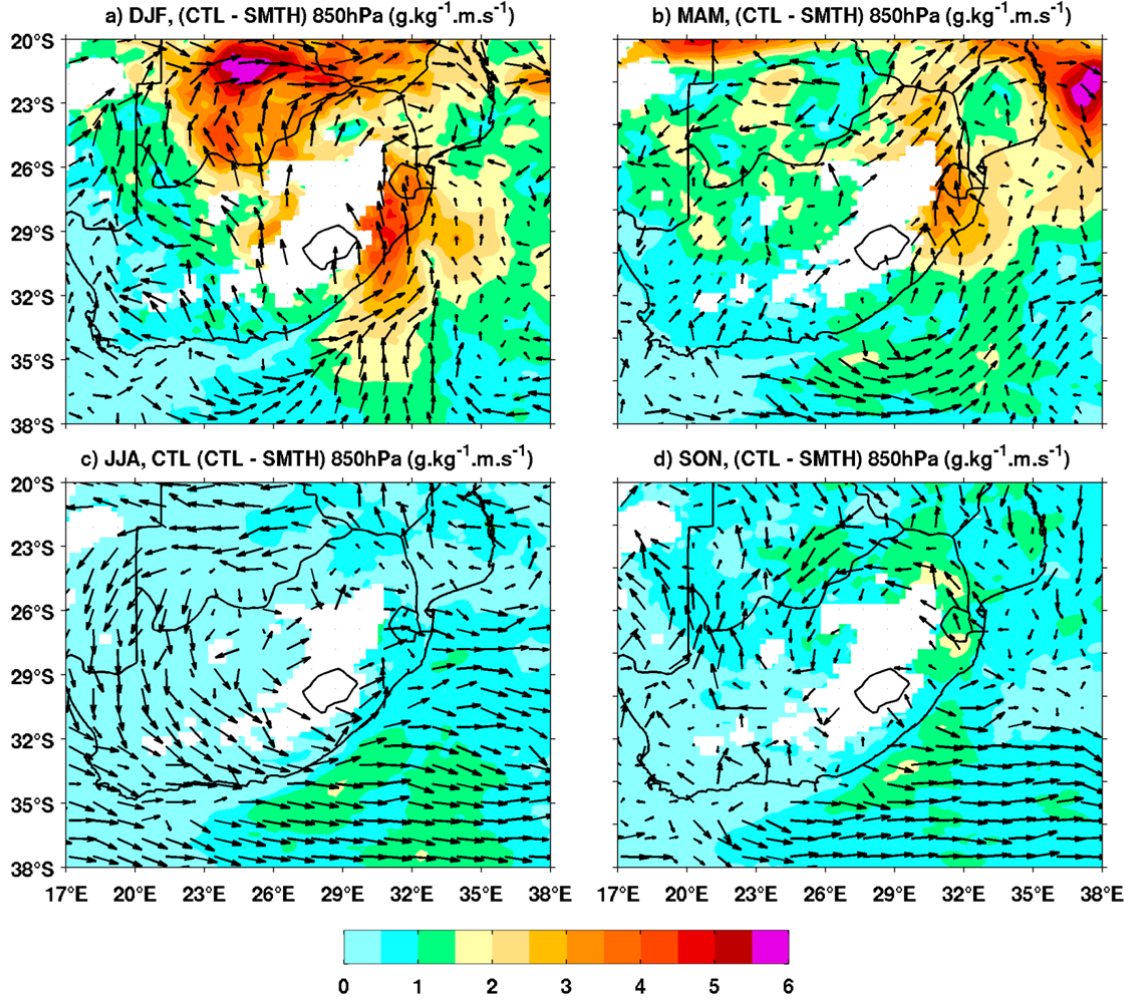 a) DJF, (CTL - SMTH) 850hPa (g.kg⁻¹.m.s⁻¹)
b) MAM, (CTL - SMTH) 850hPa (g.kg⁻¹.m.s⁻¹)
20°S
23°S
26°S
29°S
32°S
35°S
38°S
c) JJA, CTL (CTL - SMTH) 850hPa (g.kg⁻¹.m.s⁻¹)
d) SON, (CTL - SMTH) 850hPa (g.kg⁻¹.m.s⁻¹)
20°S
23°S
26°S
29°S
32°S
35°S
38°S
17°E 20°E 23°E 26°E 29°E 32°E 35°E 38°E
17°E 20°E 23°E 26°E 29°E 32°E 35°E 38°E
0 1 2 3 4 5 6